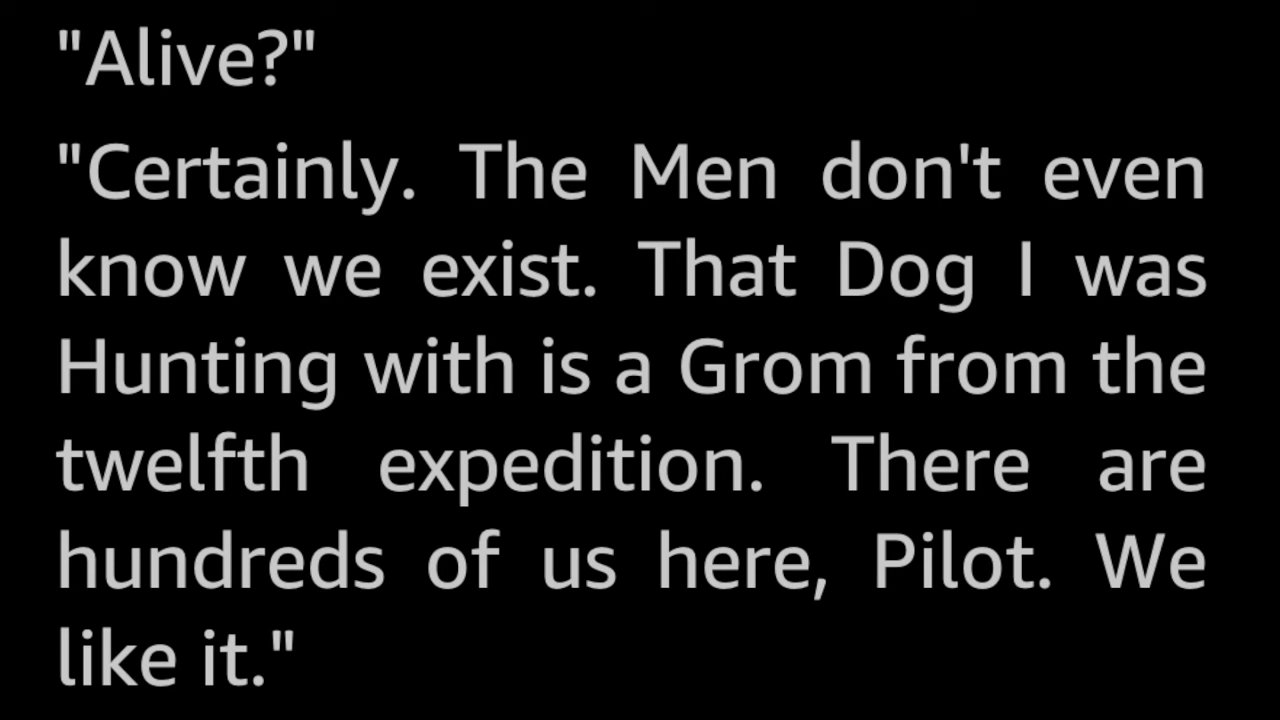 "Alive?"
"Certainly. The Men don't even
know we exist. That Dog I was
Hunting with is a Grom from the
twelfth expedition. There are
hundreds of us here, Pilot. We
like it."